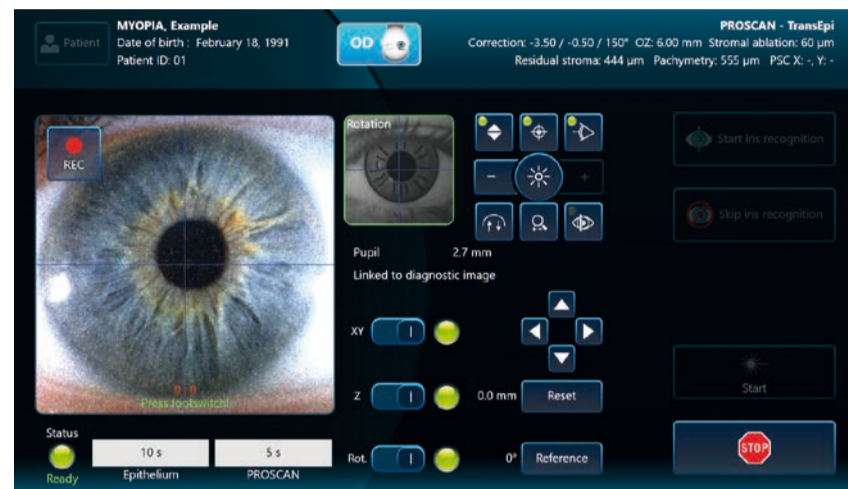 Patient
MYOPIA, Example
Date of birth : February 18, 1991
Patient ID: 01
OD
PROSCAN - TransEpi
Correction: -3.50 / -0.50 / 150° OZ: 6.00 mm Stromal ablation: 60 µm
Residual stroma: 444 µm Pachymetry: 555 µm PSC X: -, Y: -
REC
Rotation
Start iris recognition
Skip iris recognition
Pupil 2.7 mm
Linked to diagnostic image
XY
Z 0.0 mm Reset
Rot. 0° Reference
0 0
Press footswitch!
Start
STOP
Status
Ready
10 s 5 s
Epithelium PROSCAN